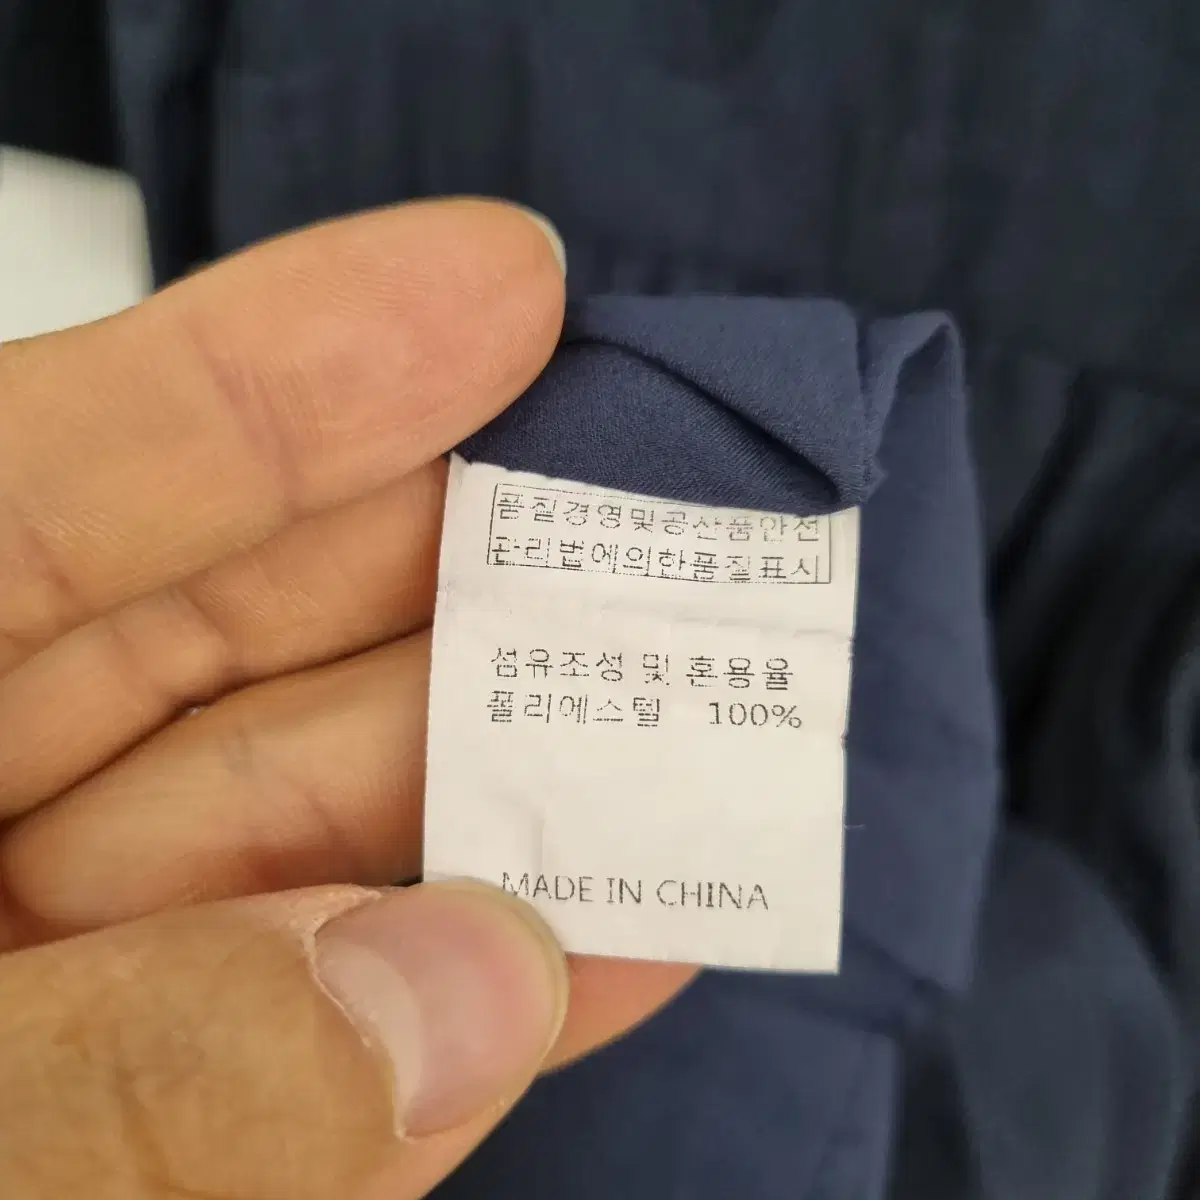 품질경영및공산품안전
관리법에의한품질표시
섬유조성 및 혼용율
폴리에스텔 100%
MADE IN CHINA